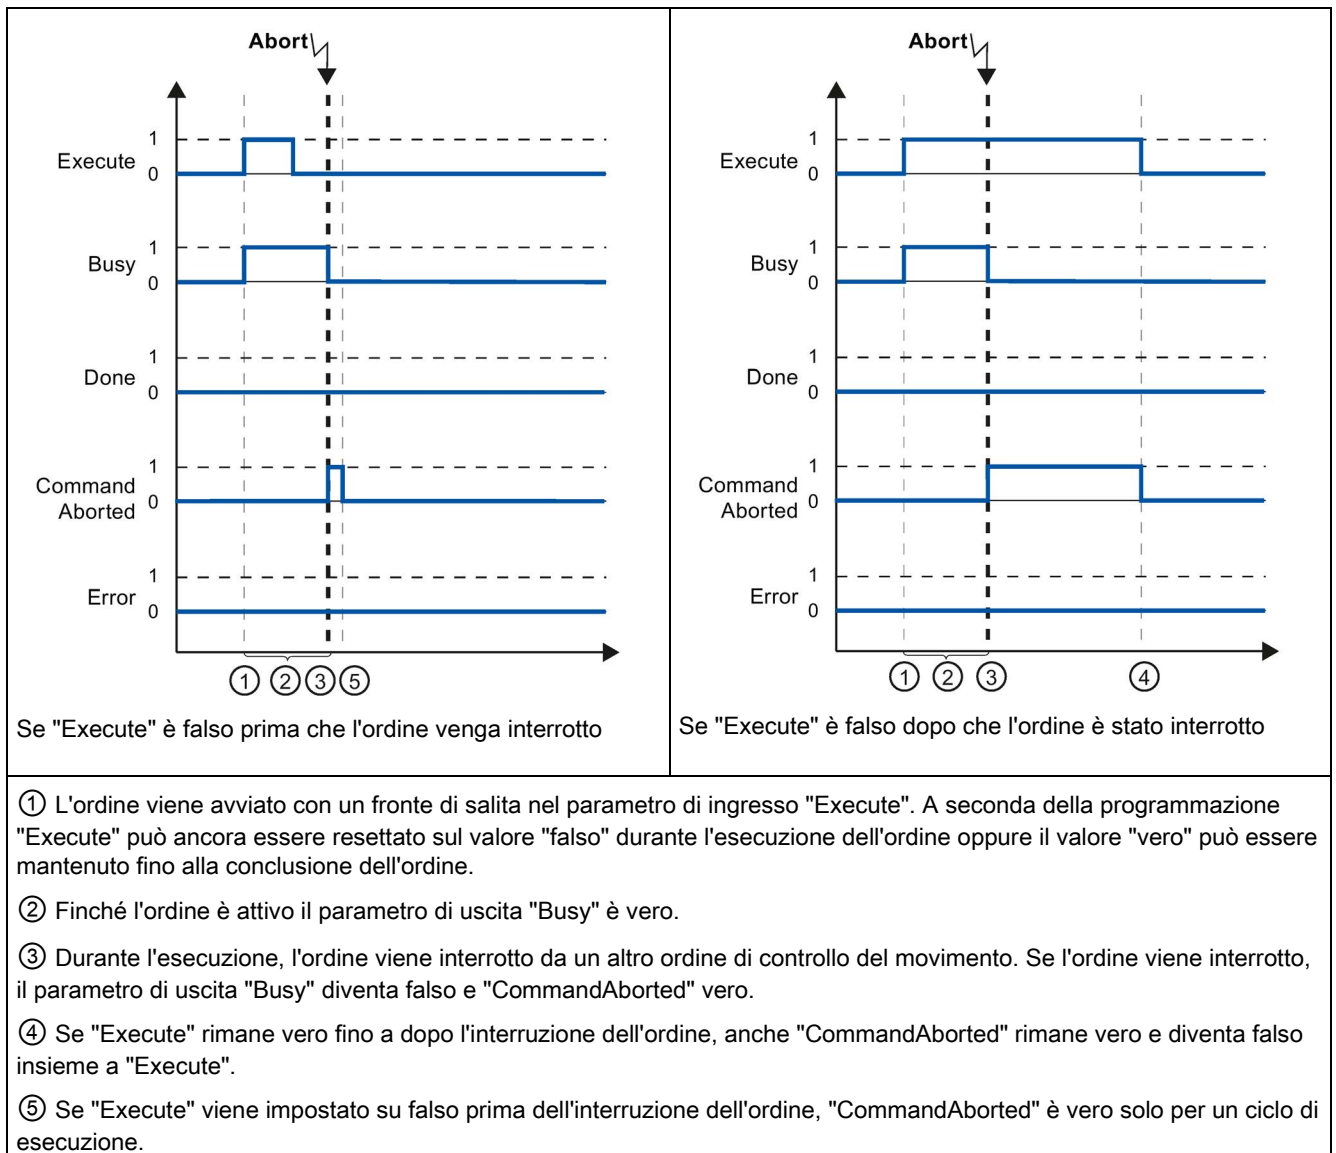 Abort
1
Execute 0
1
Busy 0
1
Done 0
1
Command
Aborted 0
1
Error 0
① ② ③ ⑤
Se "Execute" è falso prima che l'ordine venga interrotto
Abort
1
Execute 0
1
Busy 0
1
Done 0
1
Command
Aborted 0
1
Error 0
① ② ③ ④
Se "Execute" è falso dopo che l'ordine è stato interrotto
① L'ordine viene avviato con un fronte di salita nel parametro di ingresso "Execute". A seconda della programmazione
"Execute" può ancora essere resettato sul valore "falso" durante l'esecuzione dell'ordine oppure il valore "vero" può essere
mantenuto fino alla conclusione dell'ordine.
② Finché l'ordine è attivo il parametro di uscita "Busy" è vero.
③ Durante l'esecuzione, l'ordine viene interrotto da un altro ordine di controllo del movimento. Se l'ordine viene interrotto,
il parametro di uscita "Busy" diventa falso e "CommandAborted" vero.
④ Se "Execute" rimane vero fino a dopo l'interruzione dell'ordine, anche "CommandAborted" rimane vero e diventa falso
insieme a "Execute".
⑤ Se "Execute" viene impostato su falso prima dell'interruzione dell'ordine, "CommandAborted" è vero solo per un ciclo di
esecuzione.